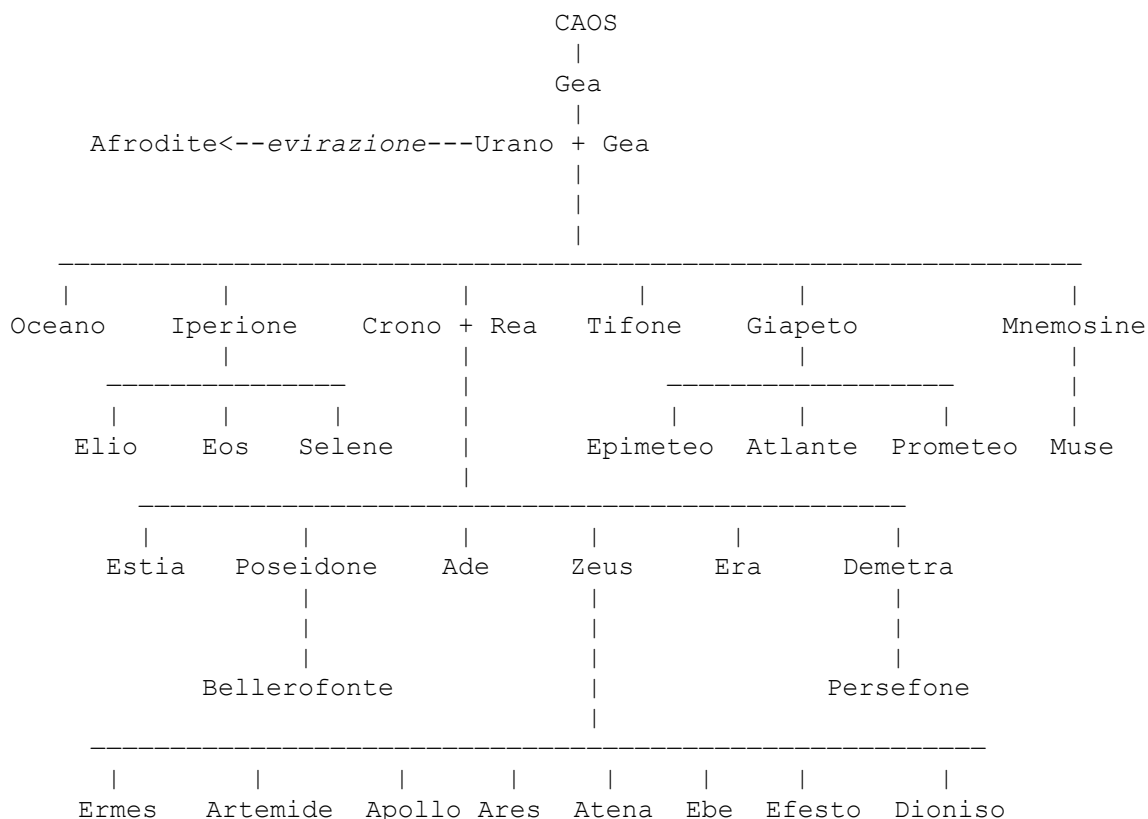 CAOS
Gea
Afrodite<--evirazione---Urano + Gea
Oceano Iperione Crono + Rea Tifone Giapeto Mnemosine
Elio Eos Selene Epimeteo Atlante Prometeo Muse
Estia Poseidone Ade Zeus Era Demetra
Bellerofonte Persefone
Ermes Artemide Apollo Ares Atena Ebe Efesto Dioniso